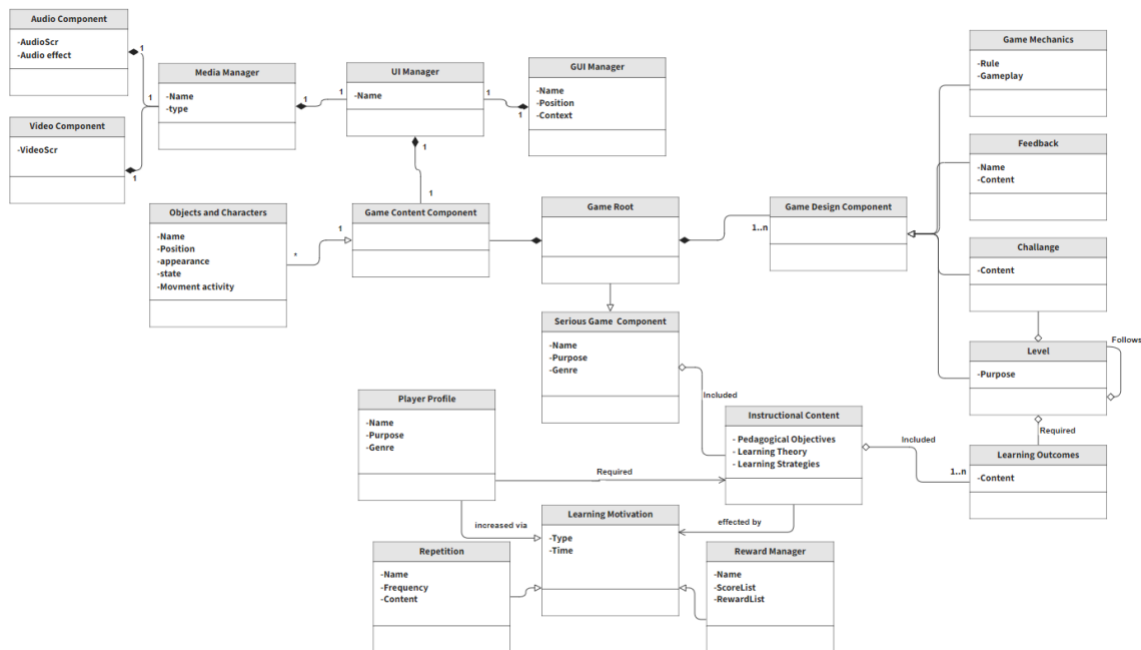 Audio Component
-AudioScr
-Audio effect
1
Video Component
-VideoScr
1
1
Media Manager
-Name
-type
1
1
UI Manager
-Name
1
1
1
GUI Manager
-Name
-Position
-Context
1
Objects and Characters
-Name
-Position
-appearance
-state
-Movment activity
*
1
Game Content Component
Game Root
1..n
Game Design Component
Game Mechanics
-Rule
-Gameplay
Feedback
-Name
-Content
Challange
-Content
Level
-Purpose
Follows
Required
Learning Outcomes
-Content
Serious Game Component
-Name
-Purpose
-Genre
Included
Instructional Content
- Pedagogical Objectives
- Learning Theory
- Learning Strategies
Included
1..n
Player Profile
-Name
-Purpose
-Genre
Required
increased via
effected by
Learning Motivation
-Type
-Time
Repetition
-Name
-Frequency
-Content
Reward Manager
-Name
-ScoreList
-RewardList